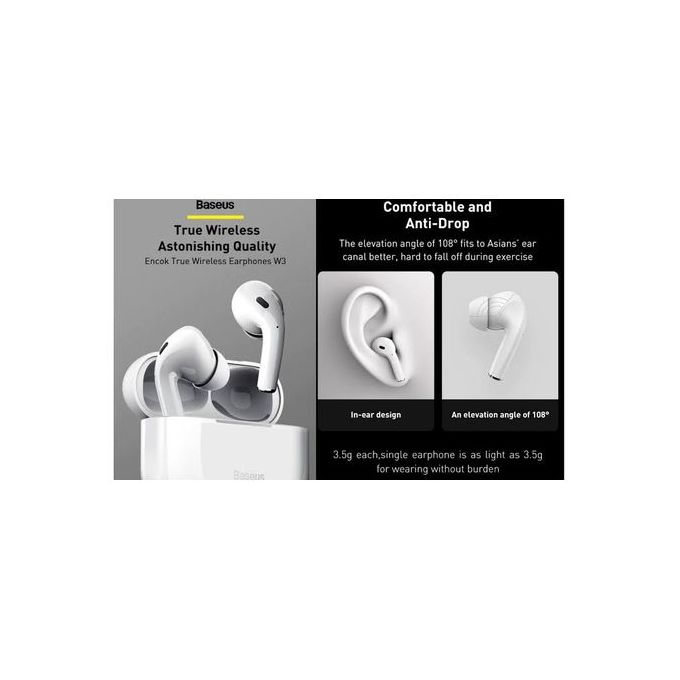 Baseus
True Wireless
Astonishing Quality
Encok True Wireless Earphones W3
Baseus
Comfortable and
Anti-Drop
The elevation angle of 108° fits to Asians' ear
canal better, hard to fall off during exercise
In-ear design
An elevation angle of 108°
3.5g each,single earphone is as light as 3.5g
for wearing without burden